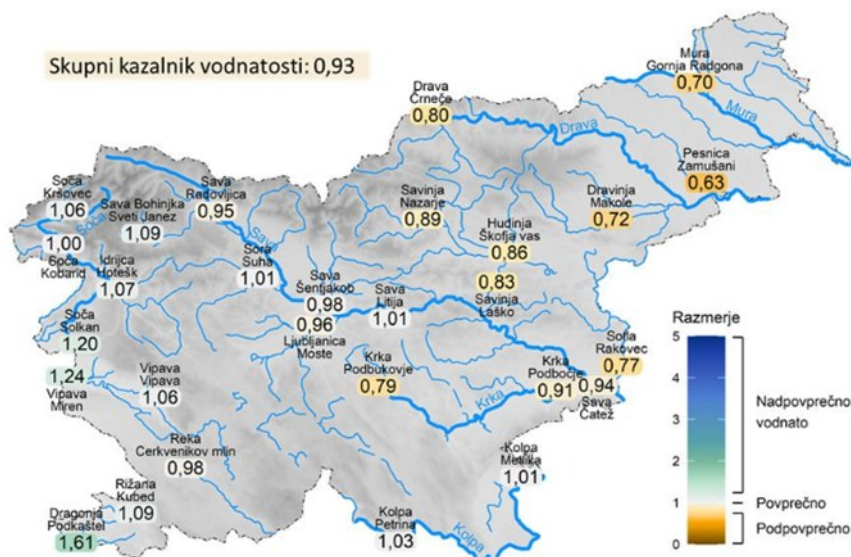 Skupni kazalnik vodnatosti: 0,93
Mura
Gornja Radgona
0,70
Mura
Drava
Črneče
0,80
Drava
Pesnica
Zamušani
0,63
Soča
Kršovec
1,06
Soča
Sava Bohinjka
Sveti Janez
1,09
Sava
Radovljica
0,95
Sava
Savinja
Nazarje
0,89
Dravinja
Makole
0,72
Hudinja
Škofja vas
0,86
1,00
Soča
Kobarid
Idrijca
Hotešk
1,07
Sora
Suha
1,01
Sava
Šentjakob
0,98
0,96
Ljubljanica
Moste
Sava
Litija
1,01
0,83
Savinja
Laško
Soča
Solkan
1,20
1,24
Vipava
Miren
Vipava
Vipava
1,06
Krka
Podbukovje
0,79
Krka
Krka
Podbočje
0,91
0,94
Sava
Čatež
Sotla
Rakovec
0,77
Reka
Cerkvenikov mlin
0,98
Kolpa
Metlika
1,01
Rižana
Kubed
1,09
Dragonja
Podkaštel
1,61
Kolpa
Petrina
1,03
Kolpa
Razmerje
5
4
3
2
1
0
Nadpovprečno
vodnato
Povprečno
Podpovprečno